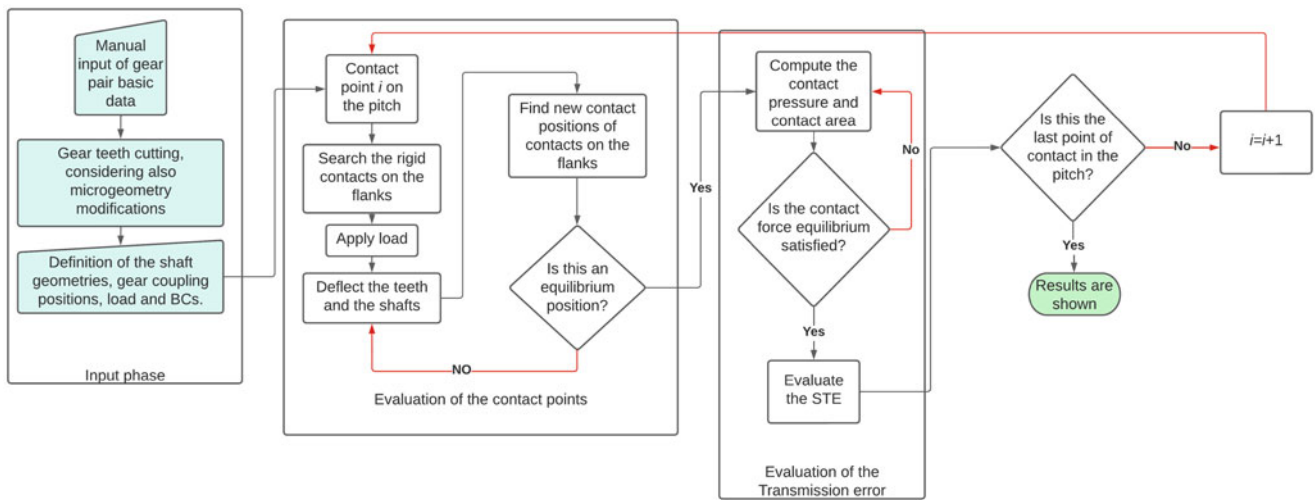 Manual
input of gear
pair basic
data
Gear teeth cutting,
considering also
microgeometry
modifications
Definition of the shaft
geometries, gear coupling
positions, load and BCs.
Input phase
Contact
point i on
the pitch
Search the rigid
contacts on the
flanks
Apply load
Deflect the teeth
and the shafts
Find new contact
positions of
contacts on the
flanks
Is this an
equilibrium
position?
NO
Evaluation of the contact points
Yes
Compute the
contact
pressure and
contact area
No
Is the contact
force equilibrium
satisfied?
Yes
Evaluate
the STE
Evaluation of the
Transmission error
Is this the
last point of
contact in the
pitch?
No
i=i+1
Yes
Results are
shown